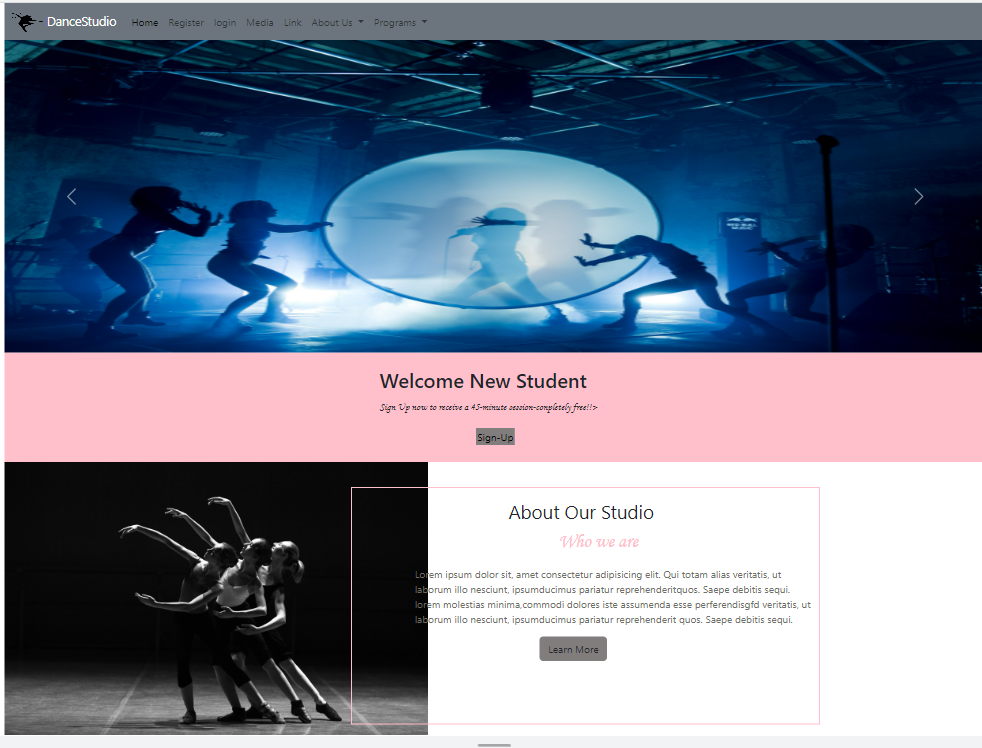 DanceStudio Home Register login Media Link About Us Programs
Welcome New Student
Sign Up now to receive a 45-minute session-conpletely free!!>
Sign-Up
About Our Studio
Who we are
Lorem ipsum dolor sit, amet consectetur adipisicing elit. Qui totam alias veritatis, ut
laborum illo nesciunt, ipsumducimus pariatur reprehenderitquos. Saepe debitis sequi.
lorem molestias minima,commodi dolores iste assumenda esse perferendisgfd veritatis, ut
laborum illo nesciunt, ipsumducimus pariatur reprehenderit quos. Saepe debitis sequi.
Learn More